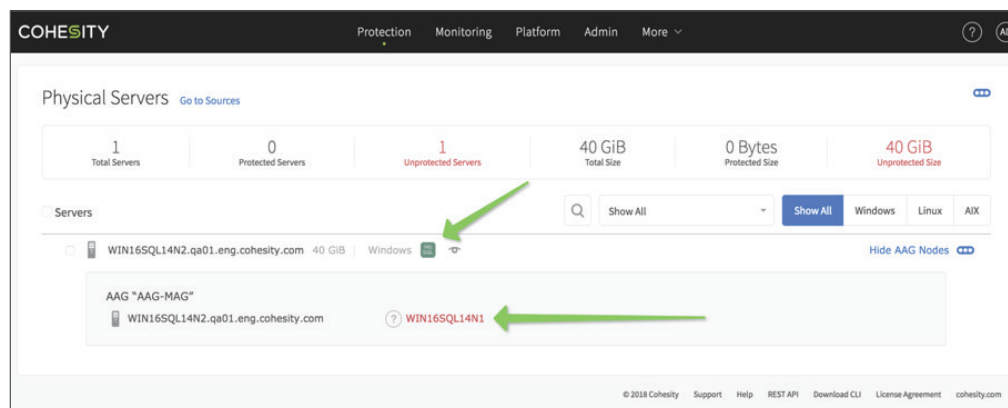 COHESITY Protection Monitoring Platform Admin More ? AD
Physical Servers Go to Sources
1 0 1 40 GiB 0 Bytes 40 GiB
Total Servers Protected Servers Unprotected Servers Total Size Protected Size Unprotected Size
Servers Show All Show All Windows Linux AIX
WIN16SQL14N2.qa01.eng.cohesity.com 40 GiB Windows MS SQL Hide AAG Nodes
AAG "AAG-MAG"
WIN16SQL14N2.qa01.eng.cohesity.com ? WIN16SQL14N1
© 2018 Cohesity Support Help REST API Download CLI License Agreement cohesity.com